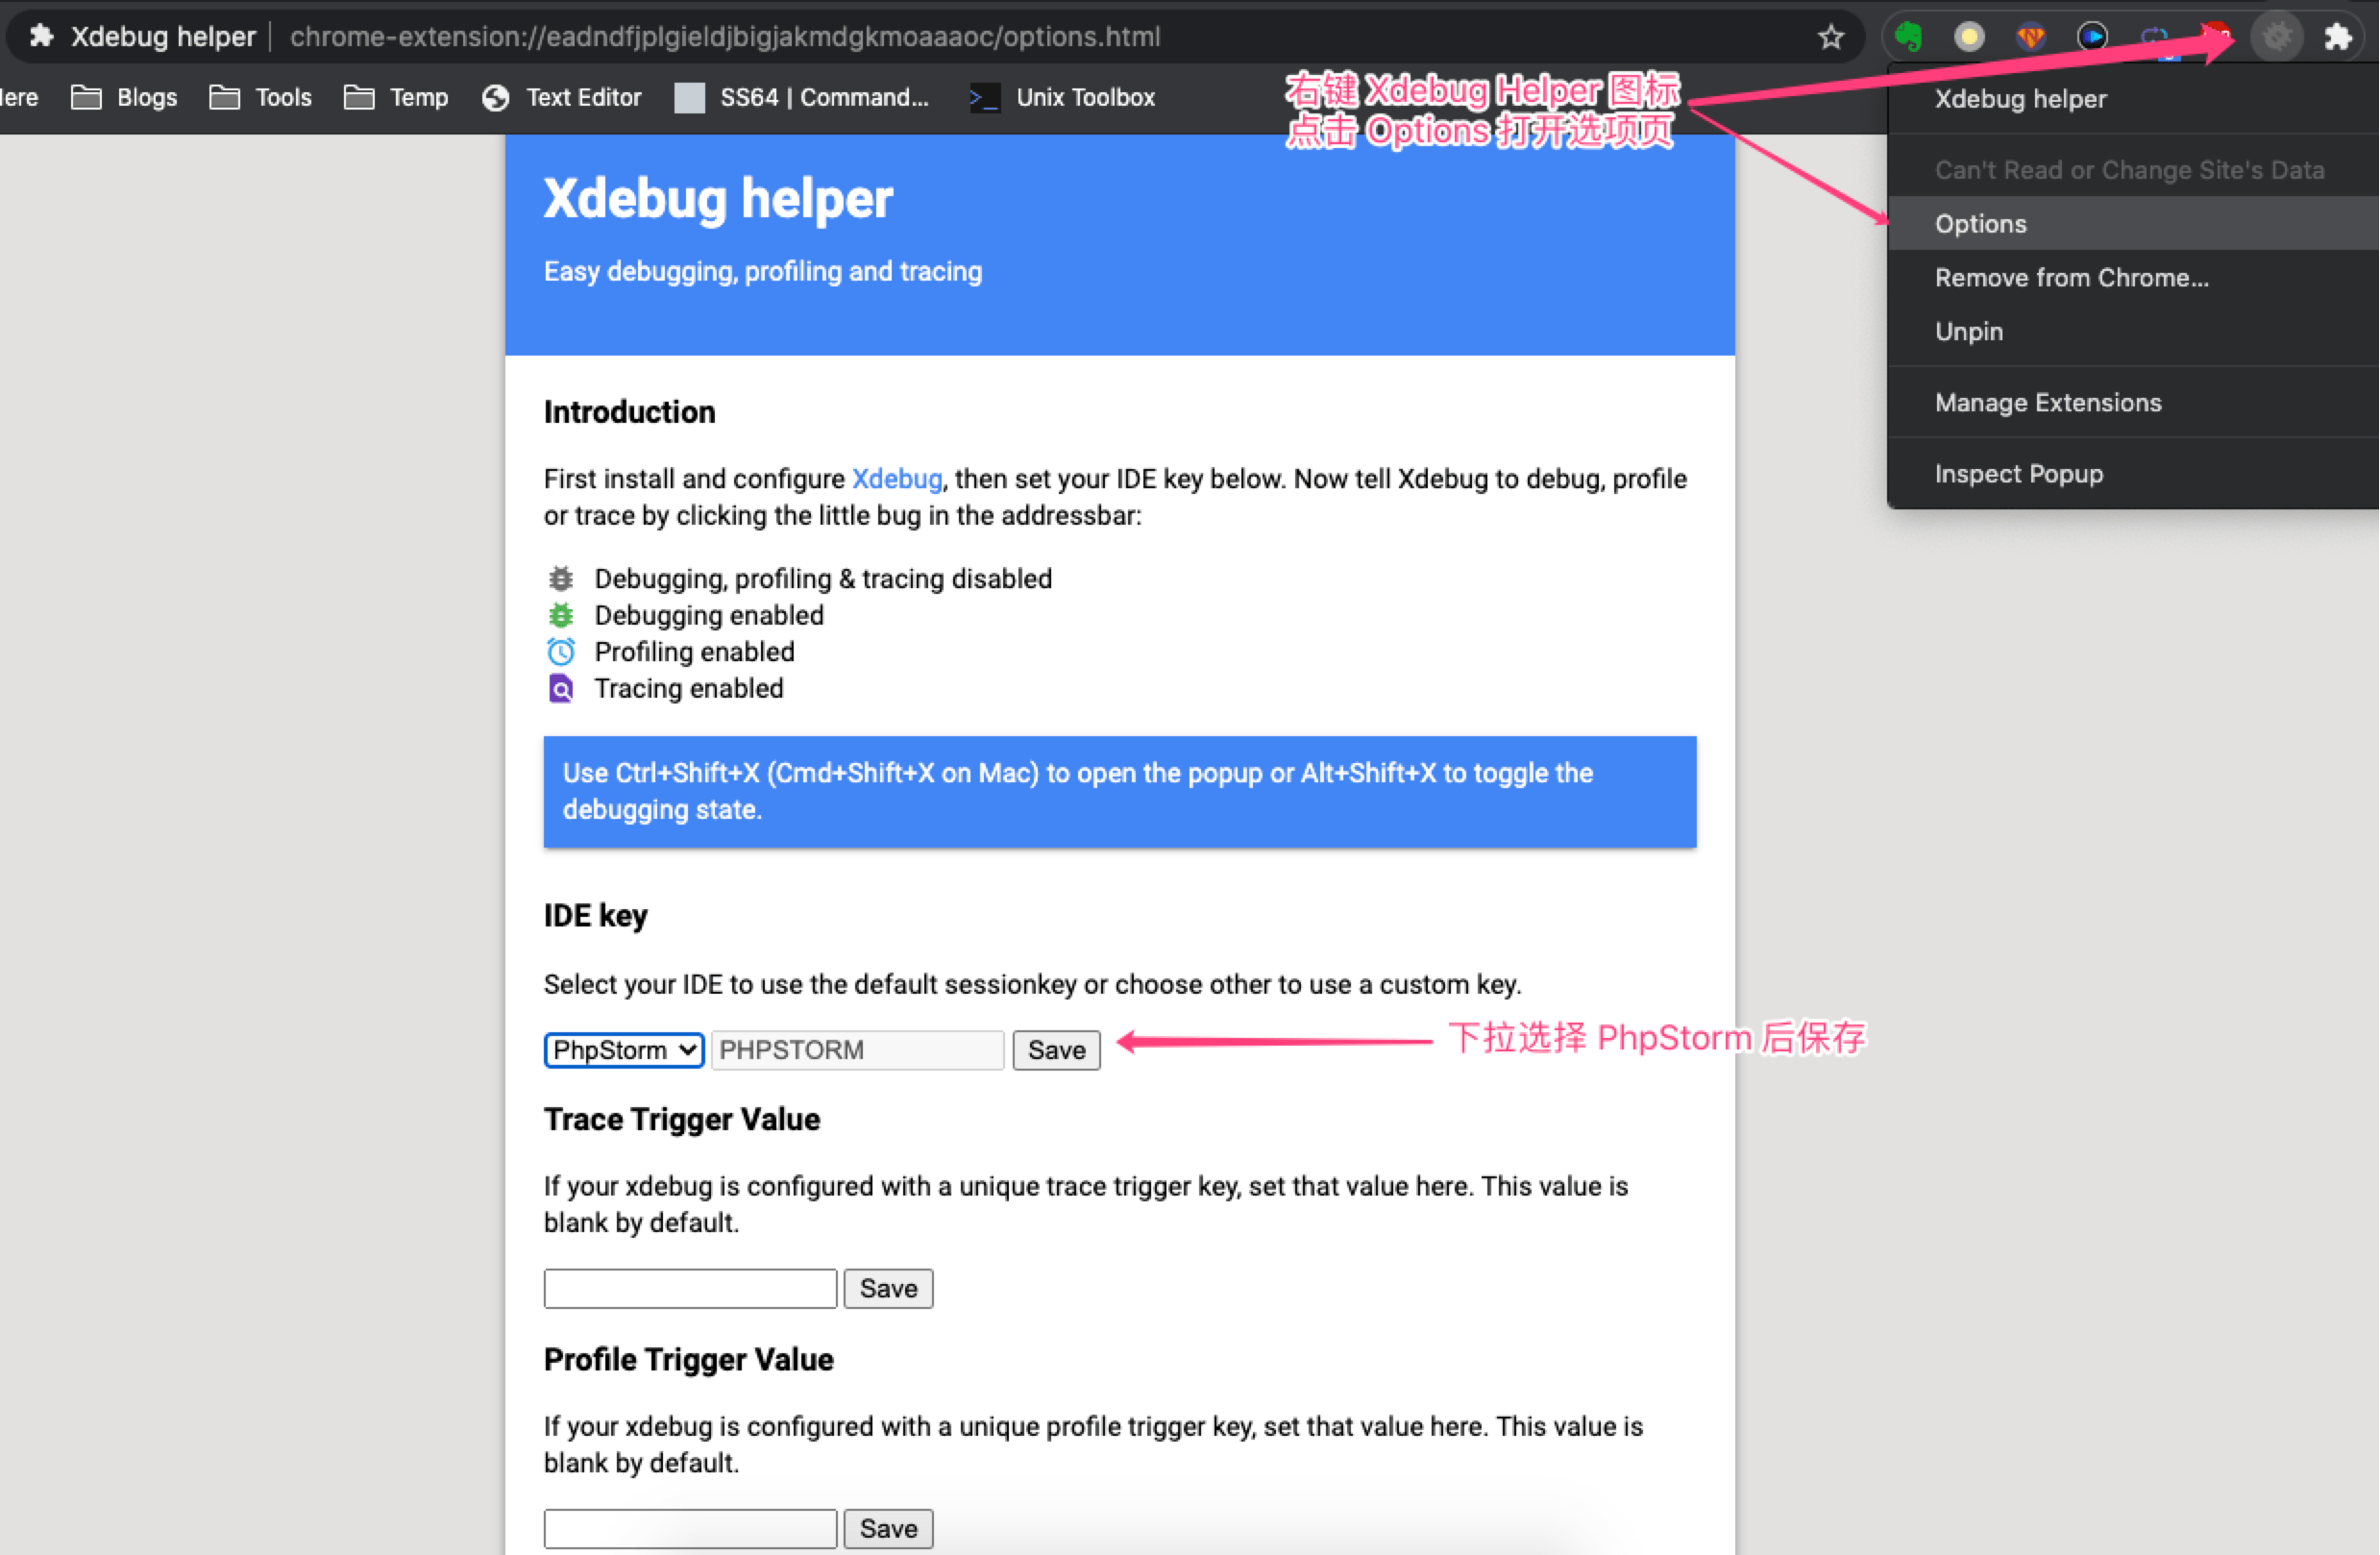 Xdebug helper | chrome-extension://eadndfjplgieldjbigjakmdgkmoaaaoc/options.html
Blogs Tools Temp Text Editor SS64 | Command... Unix Toolbox
右键 Xdebug Helper 图标
点击 Options 打开选项页
Xdebug helper
Can't Read or Change Site's Data
Options
Remove from Chrome...
Unpin
Manage Extensions
Inspect Popup
Xdebug helper
Easy debugging, profiling and tracing
Introduction
First install and configure Xdebug, then set your IDE key below. Now tell Xdebug to debug, profile
or trace by clicking the little bug in the addressbar:
Debugging, profiling & tracing disabled
Debugging enabled
Profiling enabled
Tracing enabled
Use Ctrl+Shift+X (Cmd+Shift+X on Mac) to open the popup or Alt+Shift+X to toggle the
debugging state.
IDE key
Select your IDE to use the default sessionkey or choose other to use a custom key.
PhpStorm PHPSTORM Save
下拉选择 PhpStorm 后保存
Trace Trigger Value
If your xdebug is configured with a unique trace trigger key, set that value here. This value is
blank by default.
Save
Profile Trigger Value
If your xdebug is configured with a unique profile trigger key, set that value here. This value is
blank by default.
Save